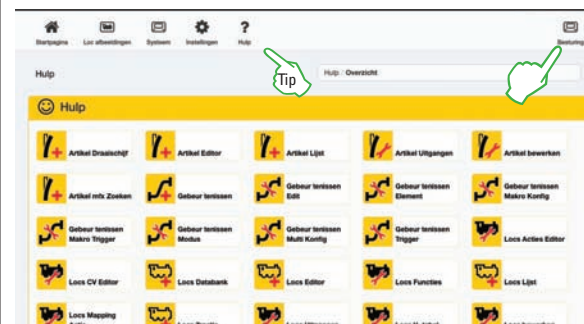 Startpagina Loc afbeeldingen Systeem Instellingen Hulp Besturing
Tip
Hulp Hulp Overzicht
Hulp
Artikel Draaischijf Artikel Editor Artikel Lijst Artikel Uitgangen Artikel bewerken
Artikel mfx Zoeken Gebeur tenissen Gebeur tenissen Edit Gebeur tenissen Element Gebeur tenissen Makro Konfig
Gebeur tenissen Makro Trigger Gebeur tenissen Modus Gebeur tenissen Multi Konfig Gebeur tenissen Trigger Locs Acties Editor
Locs CV Editor Locs Databank Locs Editor Locs Functies Locs Lijst
Locs Mapping